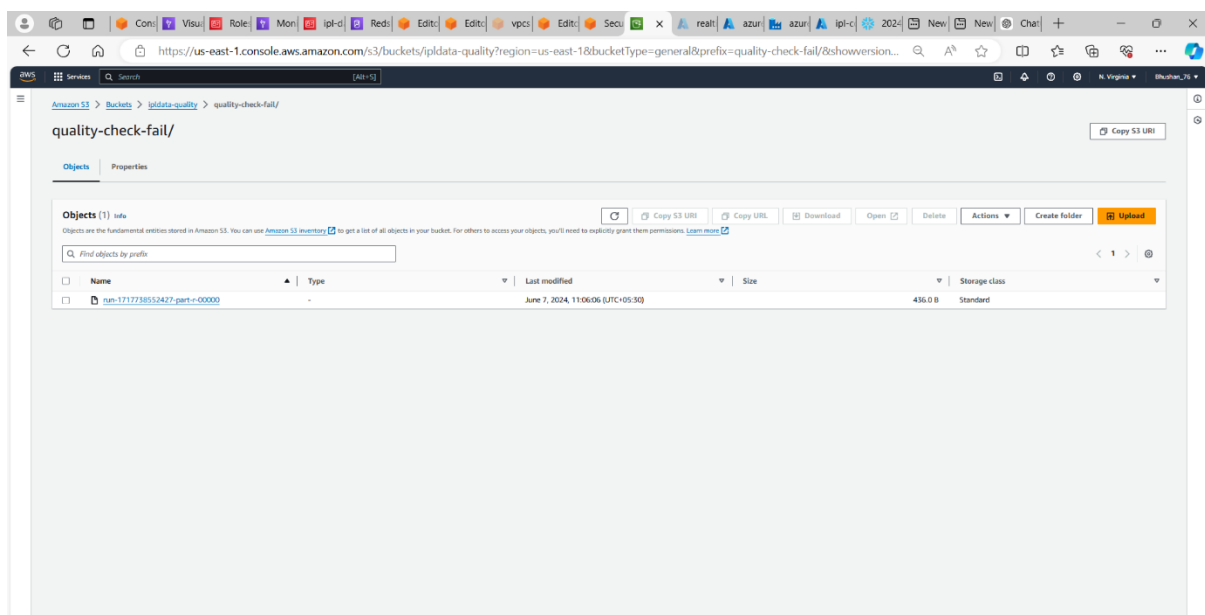 Cons Visu Role: Mon ipl-d Reds Editc Editc vpcs Editc Secu realt azur azur ipl-c 2024 New New Chat
https://us-east-1.console.aws.amazon.com/s3/buckets/ipldata-quality?region=us-east-1&bucketType=general&prefix=quality-check-fail/&showversion...
aws Services Search [Alt+S] N. Virginia Bhushan_76
Amazon S3 > Buckets > ipldata-quality > quality-check-fail/
quality-check-fail/ Copy S3 URI
Objects Properties
Objects (1) Info Copy S3 URI Copy URL Download Open Delete Actions Create folder Upload
Objects are the fundamental entities stored in Amazon S3. You can use Amazon S3 inventory to get a list of all objects in your bucket. For others to access your objects, you'll need to explicitly grant them permissions. Learn more
Find objects by prefix < 1 >
Name Type Last modified Size Storage class
run-1717738552427-part-r-00000 - June 7, 2024, 11:06:06 (UTC+05:30) 436.0 B Standard